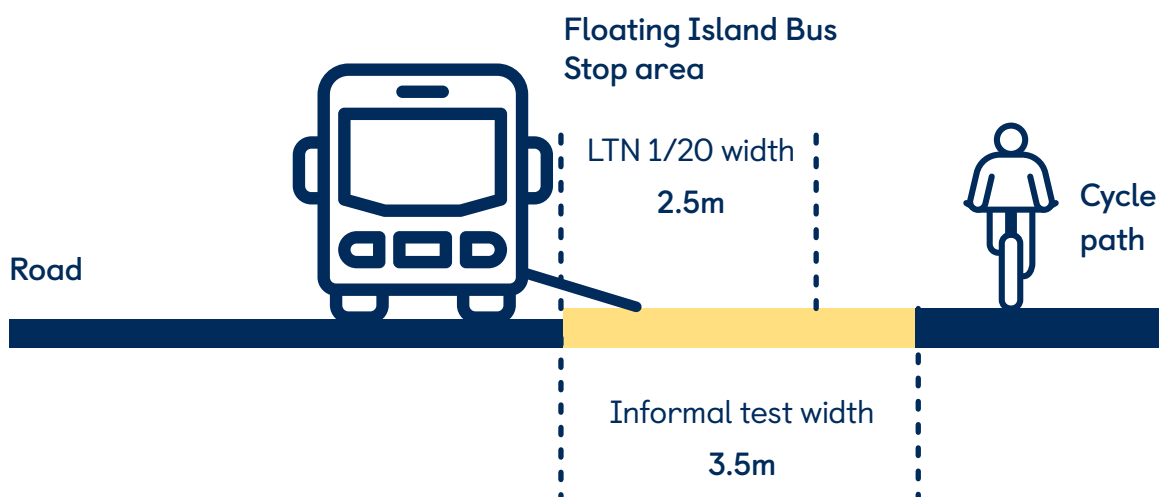 Floating Island Bus
Stop area
LTN 1/20 width
2.5m
Cycle
path
Road
Informal test width
3.5m